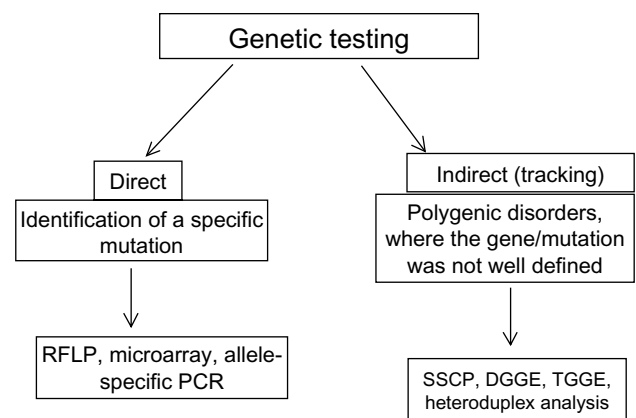 Genetic testing
Direct
Identification of a specific
mutation
RFLP, microarray, allele-
specific PCR
Indirect (tracking)
Polygenic disorders,
where the gene/mutation
was not well defined
SSCP, DGGE, TGGE,
heteroduplex analysis